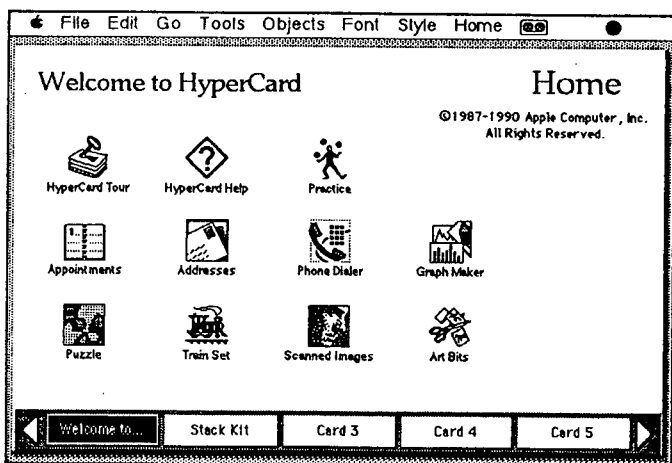 File Edit Go Tools Objects Font Style Home
Welcome to HyperCard
Home
©1987-1990 Apple Computer, Inc.
All Rights Reserved.
HyperCard Tour
HyperCard Help
Practice
Appointments
Addresses
Phone Dialer
Graph Maker
Puzzle
Train Set
Scanned Images
Art Bits
Welcome to...
Stack Kit
Card 3
Card 4
Card 5